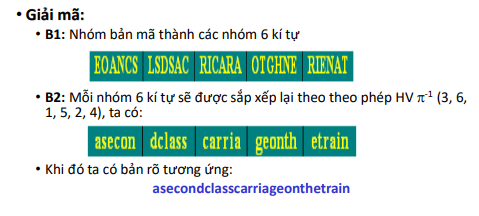 • Giải mã:
• B1: Nhóm bản mã thành các nhóm 6 kí tự
EOANCS LSDSAC RICARA OTGHNE RIENAT
• B2: Mỗi nhóm 6 kí tự sẽ được sắp xếp lại theo theo phép HV π⁻¹ (3, 6,
1, 5, 2, 4), ta có:
asecon dclass carria geonth etrain
• Khi đó ta có bản rõ tương ứng:
asecondclasscarriageonthetrain